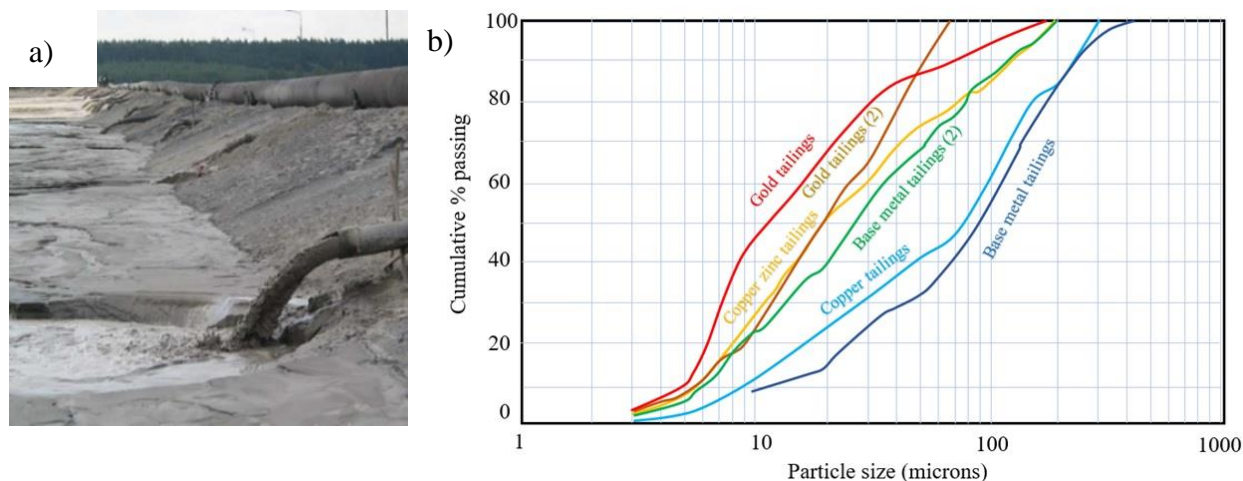 a)
b)
Cumulative % passing
100
80
60
40
20
0
Gold tailings
Gold tailings (2)
Copper zinc tailings
Base metal tailings (2)
Copper tailings
Base metal tailings
1
10
100
1000
Particle size (microns)